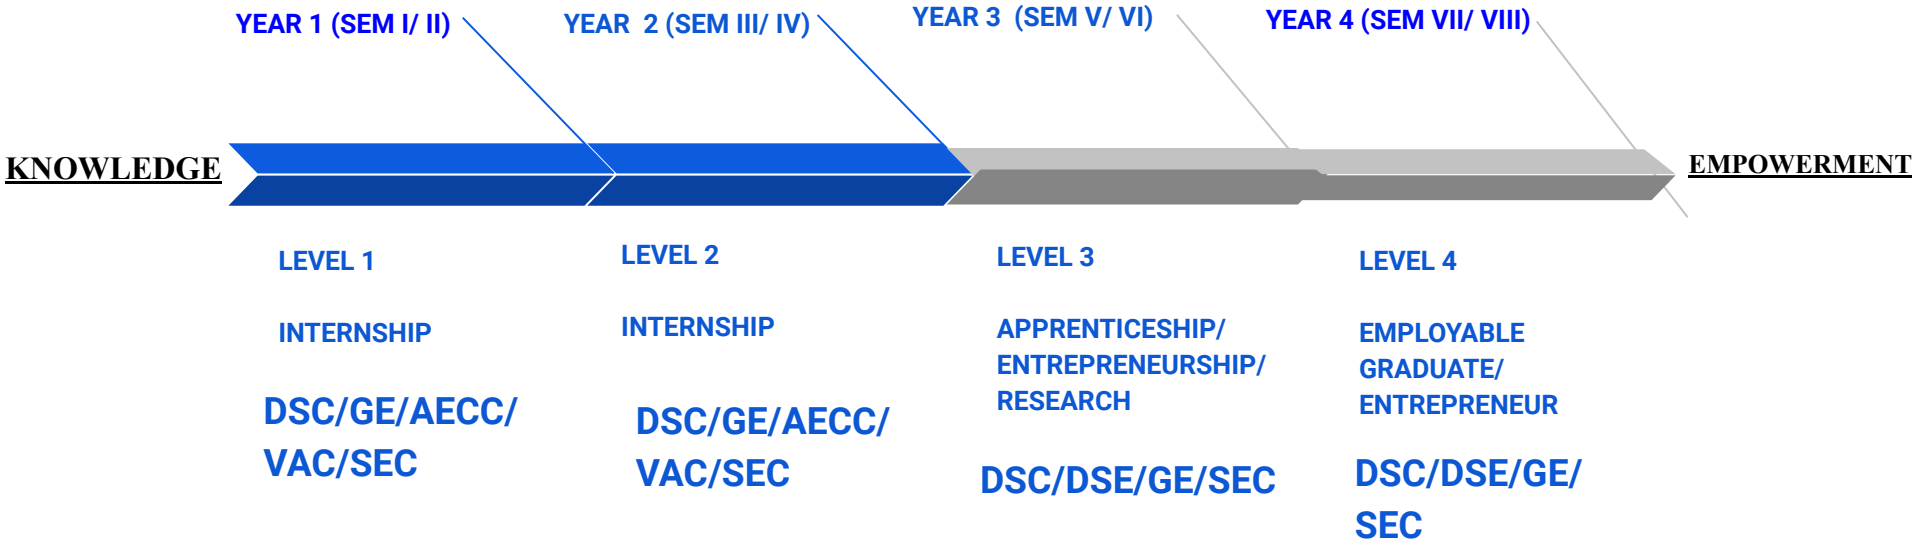 YEAR 1 (SEM I/ II)
YEAR 2 (SEM III/ IV)
YEAR 3 (SEM V/ VI)
YEAR 4 (SEM VII/ VIII)
KNOWLEDGE
EMPOWERMENT
LEVEL 1
INTERNSHIP
DSC/GE/AECC/
VAC/SEC
LEVEL 2
INTERNSHIP
DSC/GE/AECC/
VAC/SEC
LEVEL 3
APPRENTICESHIP/
ENTREPRENEURSHIP/
RESEARCH
DSC/DSE/GE/SEC
LEVEL 4
EMPLOYABLE
GRADUATE/
ENTREPRENEUR
DSC/DSE/GE/
SEC